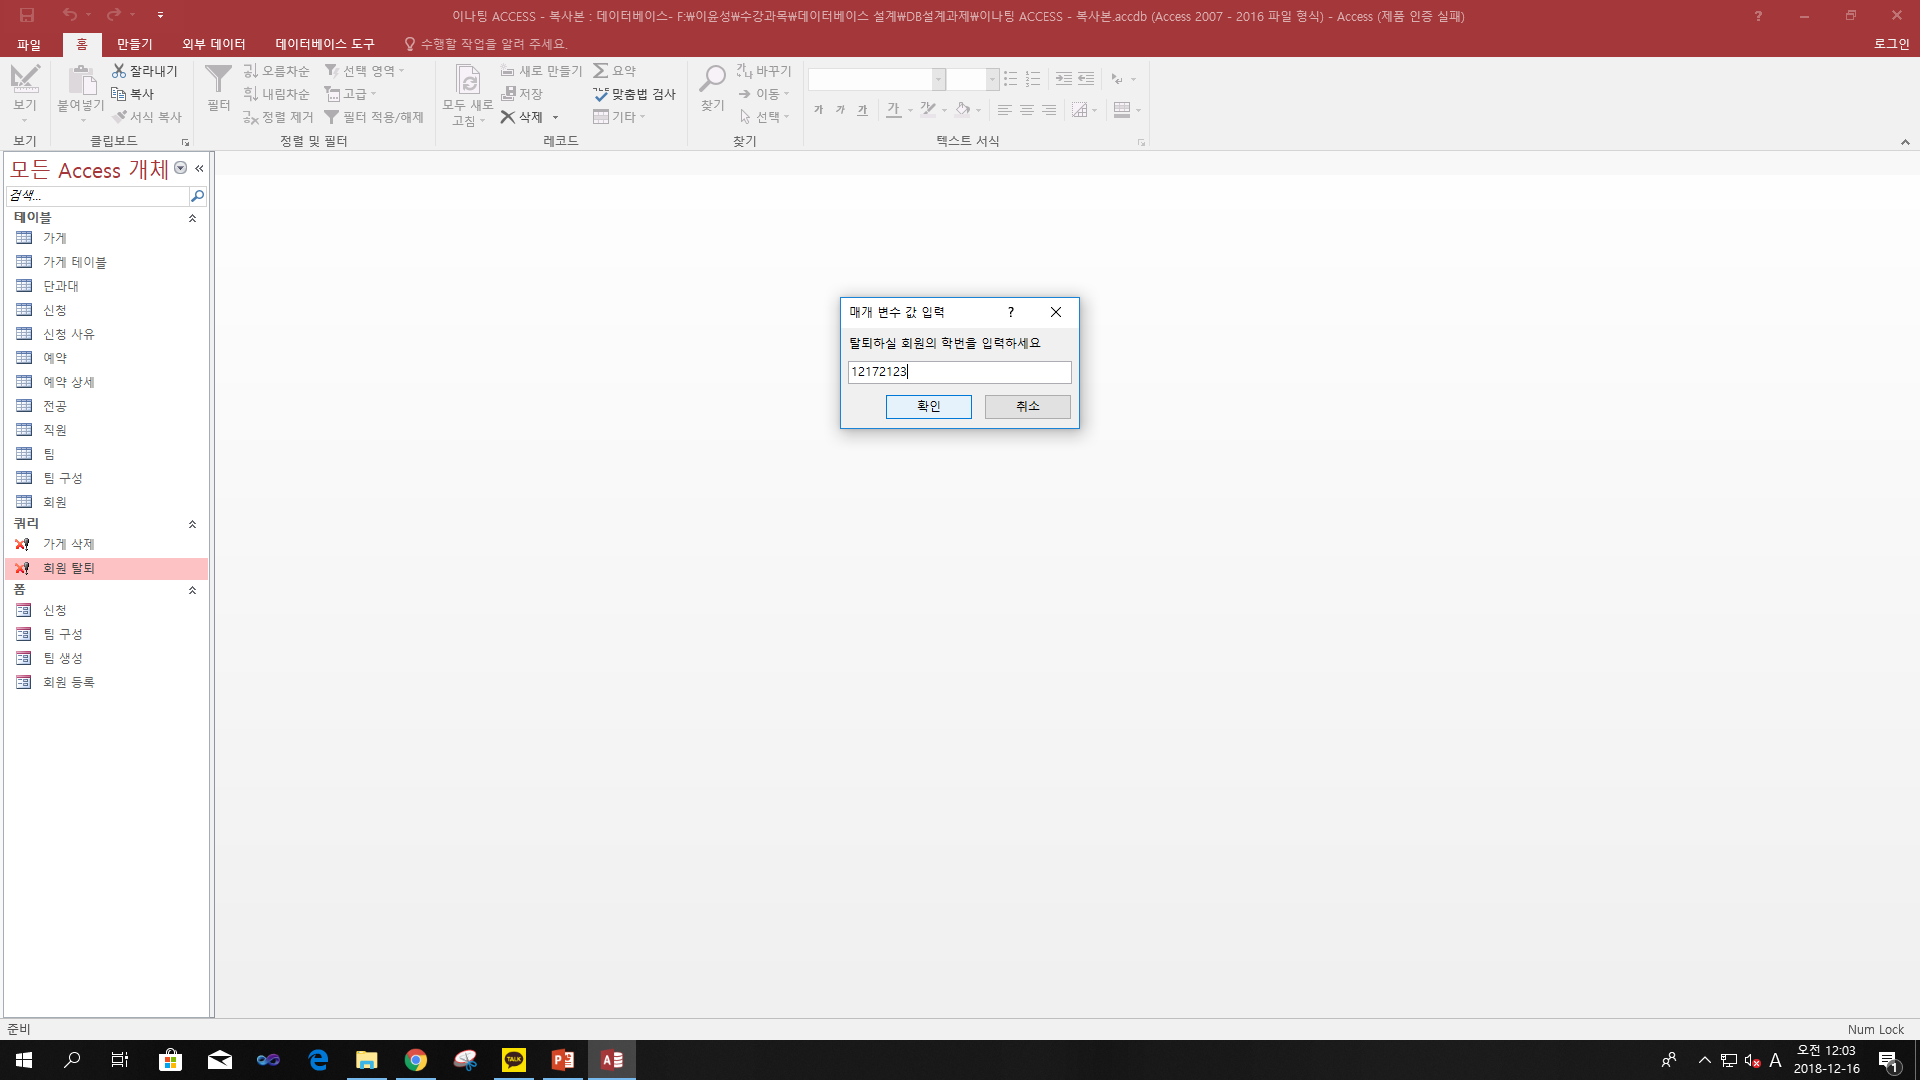 이나팅 ACCESS - 복사본 : 데이터베이스- F:₩이윤성₩수강과목₩데이터베이스 설계₩DB설계과제₩이나팅 ACCESS - 복사본.accdb (Access 2007 - 2016 파일 형식) - Access (제품 인증 실패)
파일 홈 만들기 외부 데이터 데이터베이스 도구 수행할 작업을 알려 주세요. 로그인
잘라내기 오름차순 선택 영역 새로 만들기 요약 바꾸기
보기 붙여넣기 복사 필터 내림차순 고급 모두 새로 고침 저장 맞춤법 검사 찾기 이동
서식 복사 정렬 제거 필터 적용/해제 삭제 기타 선택 가 가 가 가
보기 클립보드 정렬 및 필터 레코드 찾기 텍스트 서식
모든 Access 개체
검색...
테이블
가게
가게 테이블
단과대
신청
신청 사유
예약
예약 상세
전공
직원
팀
팀 구성
회원
쿼리
가게 삭제
회원 탈퇴
폼
신청
팀 구성
팀 생성
회원 등록
매개 변수 값 입력
탈퇴하실 회원의 학번을 입력하세요
12172123
확인 취소
준비 Num Lock
TALK A 오전 12:03
2018-12-16 1